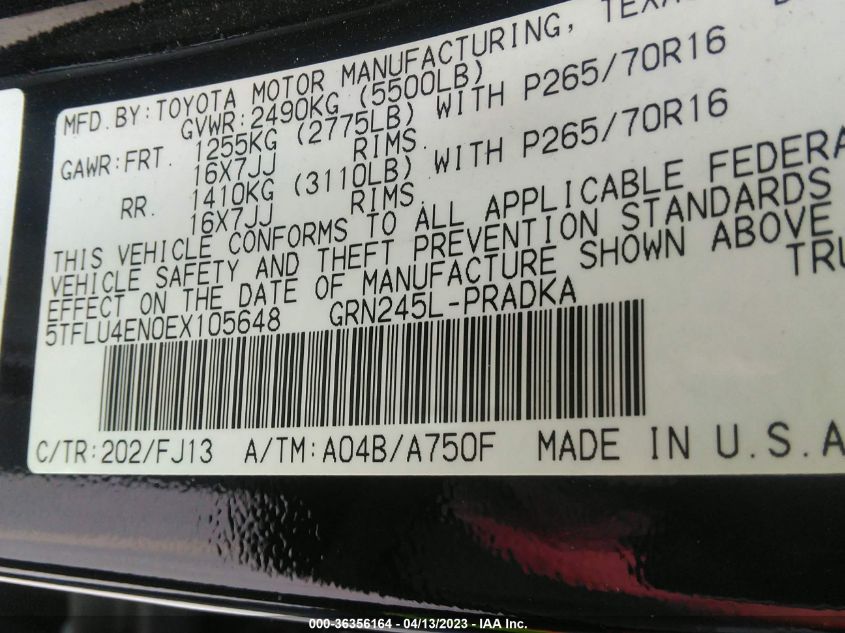 MFD. BY: TOYOTA MOTOR MANUFACTURING, TEXAS
GVWR: 2490KG (5500LB)
GAWR: FRT. 1255KG (2775LB) WITH P265/70R16
16X7JJ RIMS.
RR. 1410KG (3110LB) WITH P265/70R16
16X7JJ RIMS.
THIS VEHICLE CONFORMS TO ALL APPLICABLE FEDERA
VEHICLE SAFETY AND THEFT PREVENTION STANDARDS
EFFECT ON THE DATE OF MANUFACTURE SHOWN ABOVE
5TFLU4EN0EX105648 GRN245L-PRADKA TRU
C/TR: 202/FJ13 A/TM: A04B/A750F MADE IN U.S.A
000-36356164 - 04/13/2023 - IAA Inc.